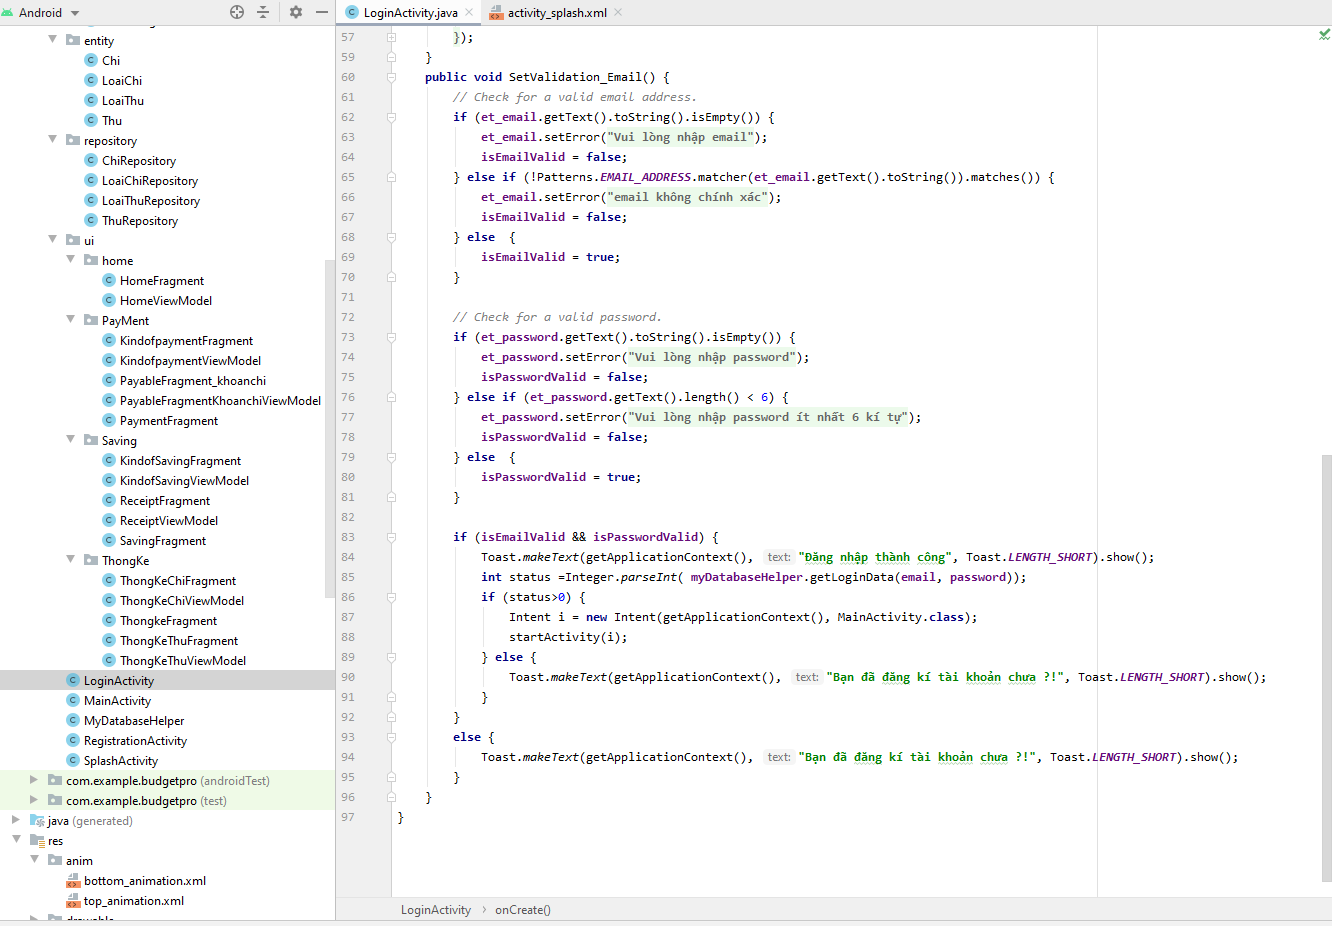 Android
LoginActivity.java
activity_splash.xml
entity
Chi
LoaiChi
LoaiThu
Thu
repository
ChiRepository
LoaiChiRepository
LoaiThuRepository
ThuRepository
ui
home
HomeFragment
HomeViewModel
PayMent
KindofpaymentFragment
KindofpaymentViewModel
PayableFragment_khoanchi
PayableFragmentKhoanchiViewModel
PaymentFragment
Saving
KindofSavingFragment
KindofSavingViewModel
ReceiptFragment
ReceiptViewModel
SavingFragment
ThongKe
ThongKeChiFragment
ThongKeChiViewModel
ThongkeFragment
ThongKeThuFragment
ThongKeThuViewModel
LoginActivity
MainActivity
MyDatabaseHelper
RegistrationActivity
SplashActivity
com.example.budgetpro (androidTest)
com.example.budgetpro (test)
java (generated)
res
anim
bottom_animation.xml
top_animation.xml
drawable
57 });
59 }
60 public void SetValidation_Email() {
61 // Check for a valid email address.
62 if (et_email.getText().toString().isEmpty()) {
63 et_email.setError("Vui lòng nhập email");
64 isEmailValid = false;
65 } else if (!Patterns.EMAIL_ADDRESS.matcher(et_email.getText().toString()).matches()) {
66 et_email.setError("email không chính xác");
67 isEmailValid = false;
68 } else {
69 isEmailValid = true;
70 }
71
72 // Check for a valid password.
73 if (et_password.getText().toString().isEmpty()) {
74 et_password.setError("Vui lòng nhập password");
75 isPasswordValid = false;
76 } else if (et_password.getText().length() < 6) {
77 et_password.setError("Vui lòng nhập password ít nhất 6 kí tự");
78 isPasswordValid = false;
79 } else {
80 isPasswordValid = true;
81 }
82
83 if (isEmailValid && isPasswordValid) {
84 Toast.makeText(getApplicationContext(), text: "Đăng nhập thành công", Toast.LENGTH_SHORT).show();
85 int status =Integer.parseInt( myDatabaseHelper.getLoginData(email, password));
86 if (status>0) {
87 Intent i = new Intent(getApplicationContext(), MainActivity.class);
88 startActivity(i);
89 } else {
90 Toast.makeText(getApplicationContext(), text: "Bạn đã đăng kí tài khoản chưa ?!", Toast.LENGTH_SHORT).show();
91 }
92 }
93 else {
94 Toast.makeText(getApplicationContext(), text: "Bạn đã đăng kí tài khoản chưa ?!", Toast.LENGTH_SHORT).show();
95 }
96 }
97 }
LoginActivity > onCreate()